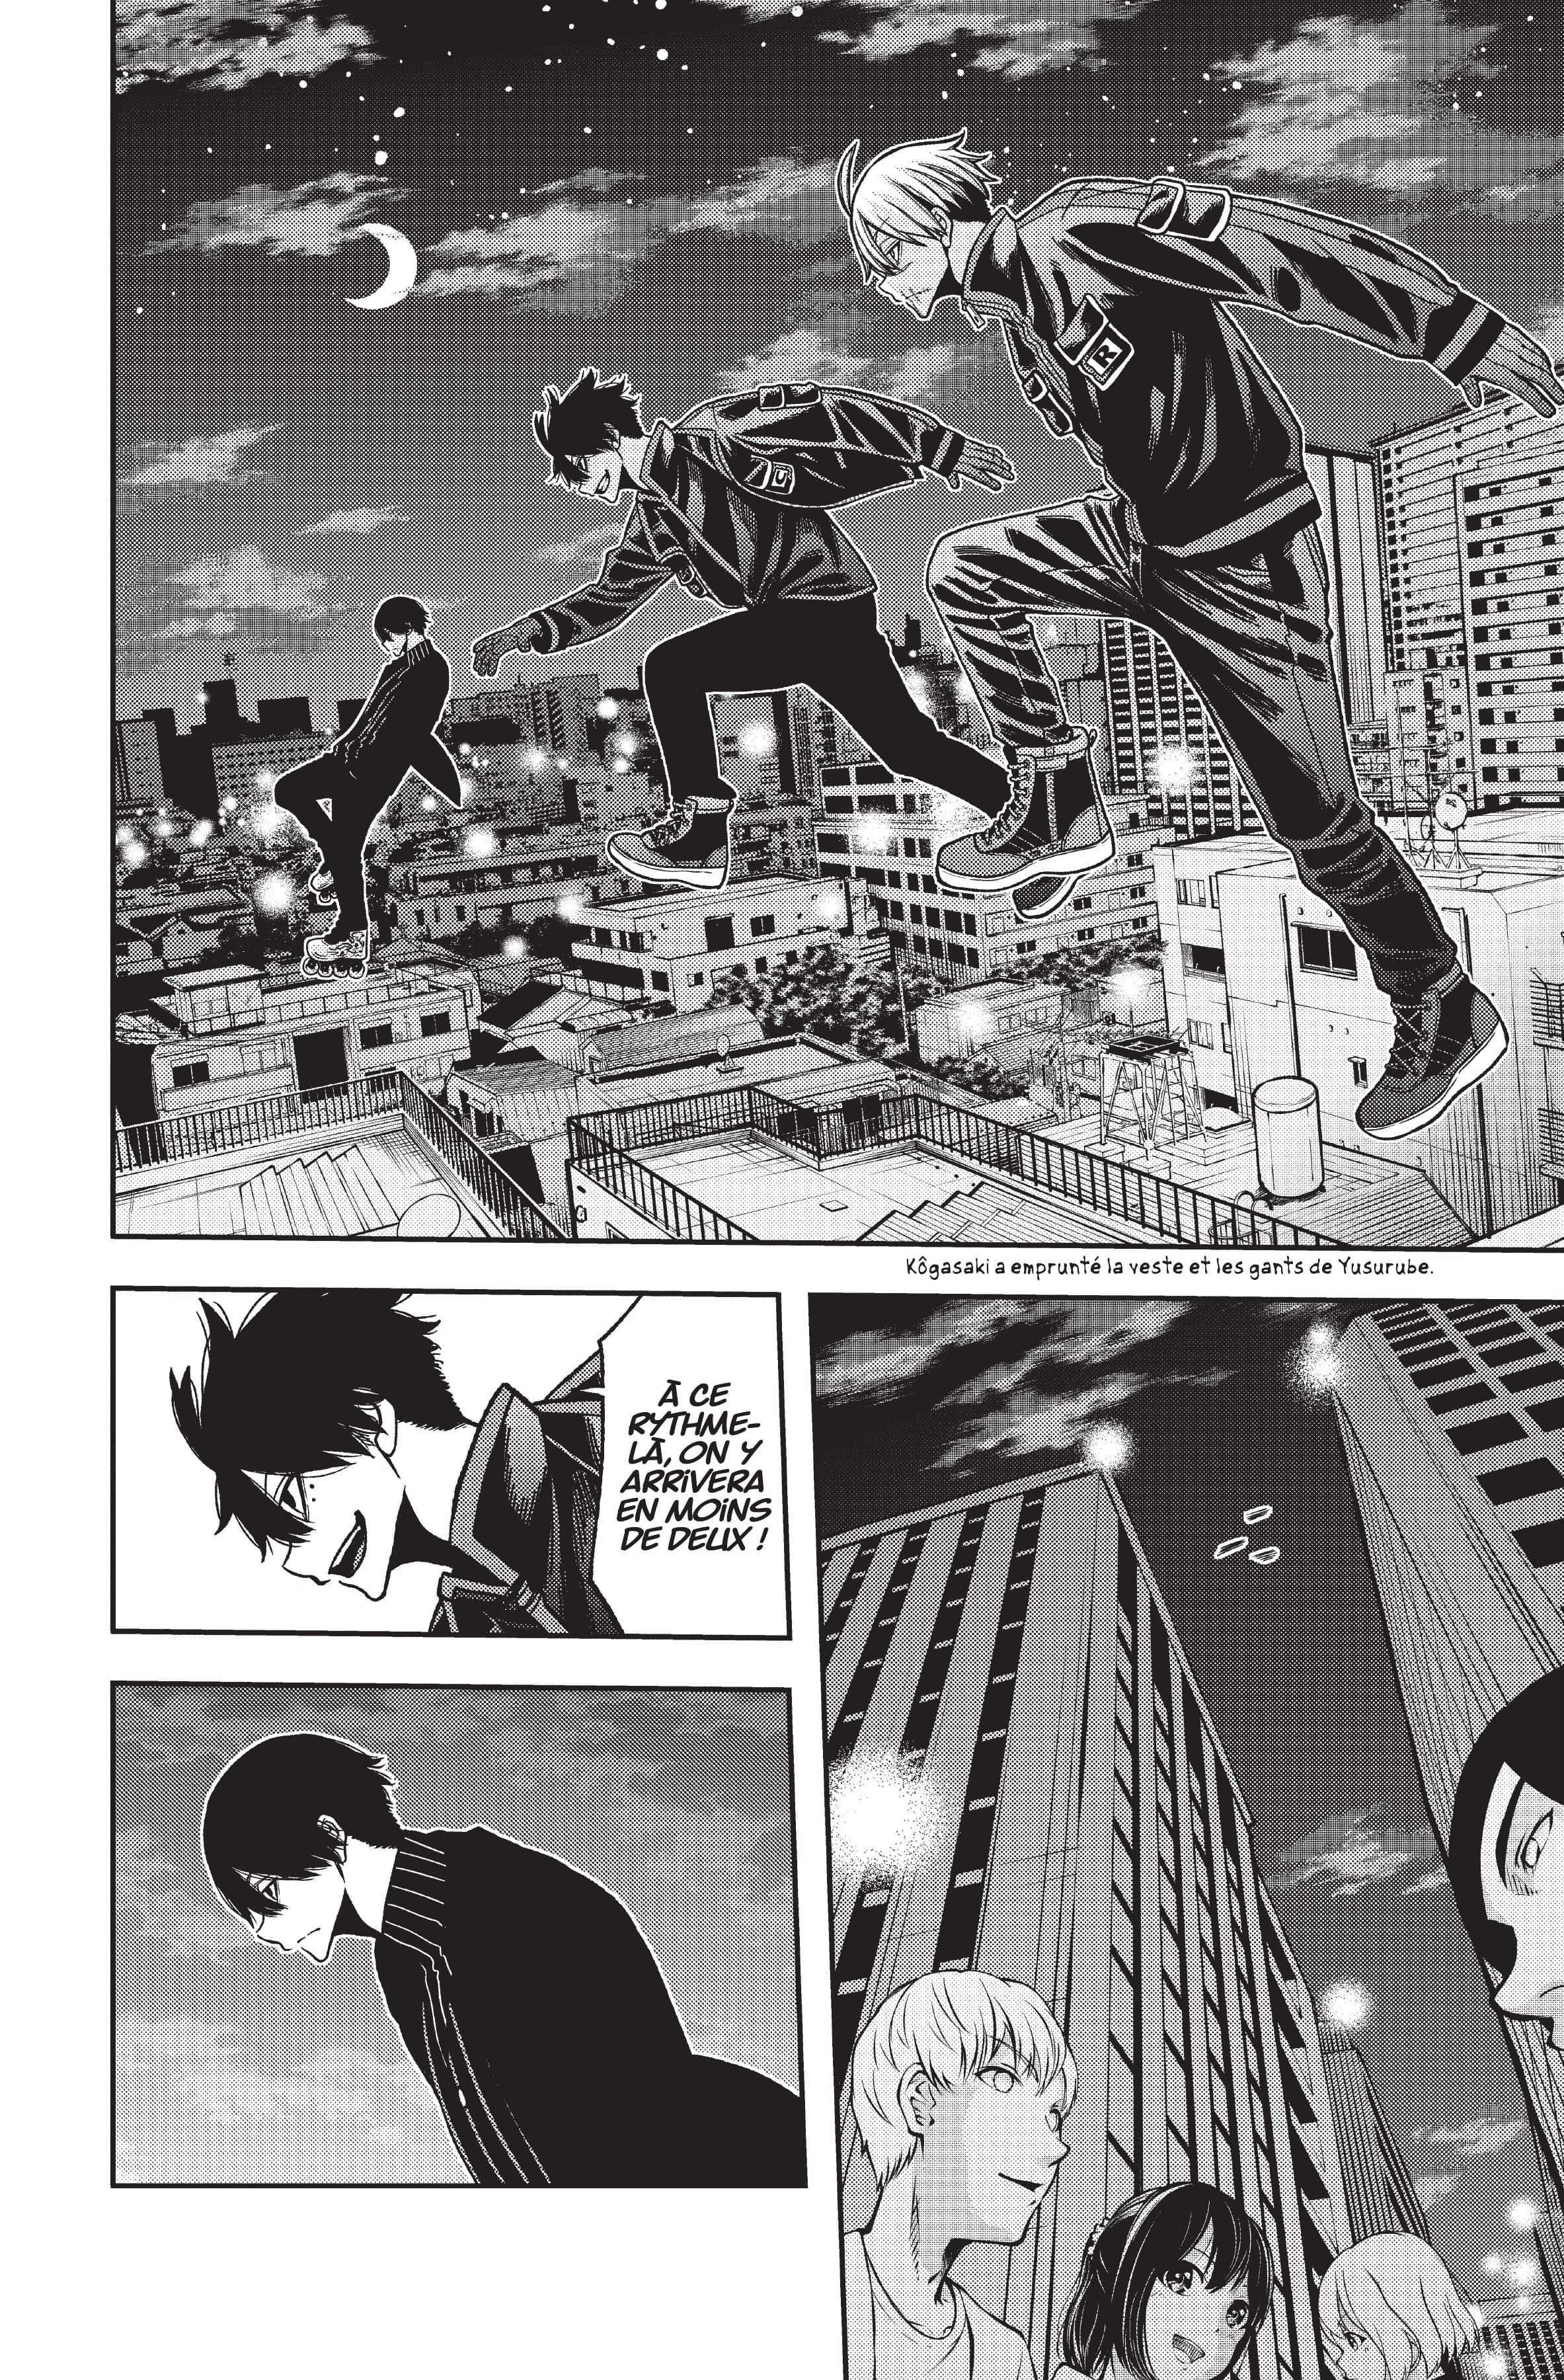 R
C
Kôgasaki a emprunté la veste et les gants de Yusurube.
À CE
RYTHME-
LÀ, ON Y
ARRIVERA
EN MOINS
DE DEUX !